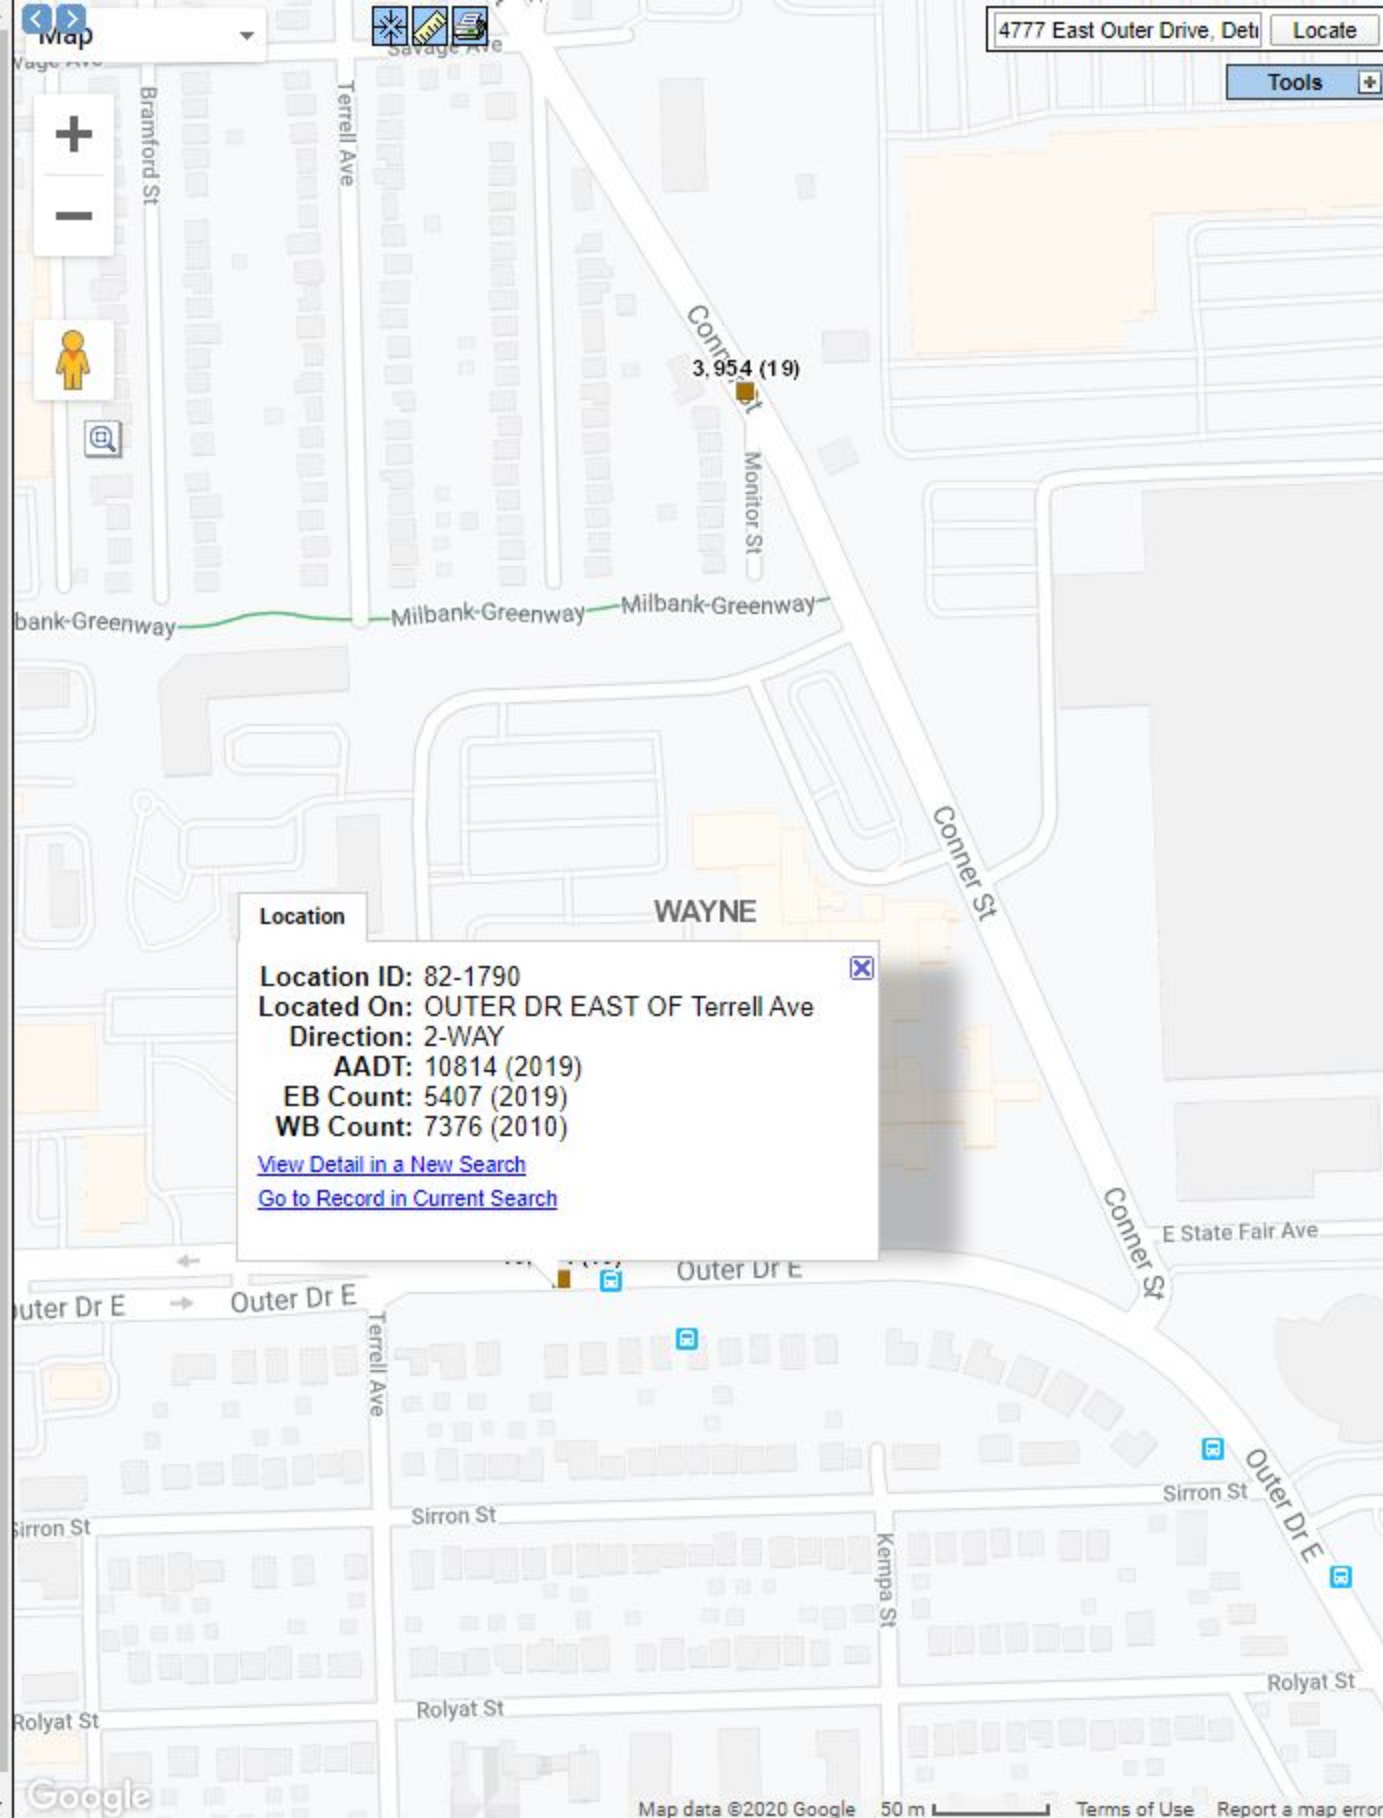 Map
4777 East Outer Drive, Detr
Locate
Tools
Savage Ave
Bramford St
Terrell Ave
Conner St
3,954 (19)
Monitor St
bank-Greenway
Milbank-Greenway
Milbank-Greenway
Conner St
WAYNE
Location
Location ID: 82-1790
Located On: OUTER DR EAST OF Terrell Ave
Direction: 2-WAY
AADT: 10814 (2019)
EB Count: 5407 (2019)
WB Count: 7376 (2010)
View Detail in a New Search
Go to Record in Current Search
Conner St
E State Fair Ave
Outer Dr E
uter Dr E
Outer Dr E
Terrell Ave
Outer Dr E
Sirron St
Sirron St
Sirron St
Kempa St
Rolyat St
Rolyat St
Rolyat St
Google
Map data ©2020 Google
50 m
Terms of Use
Report a map error